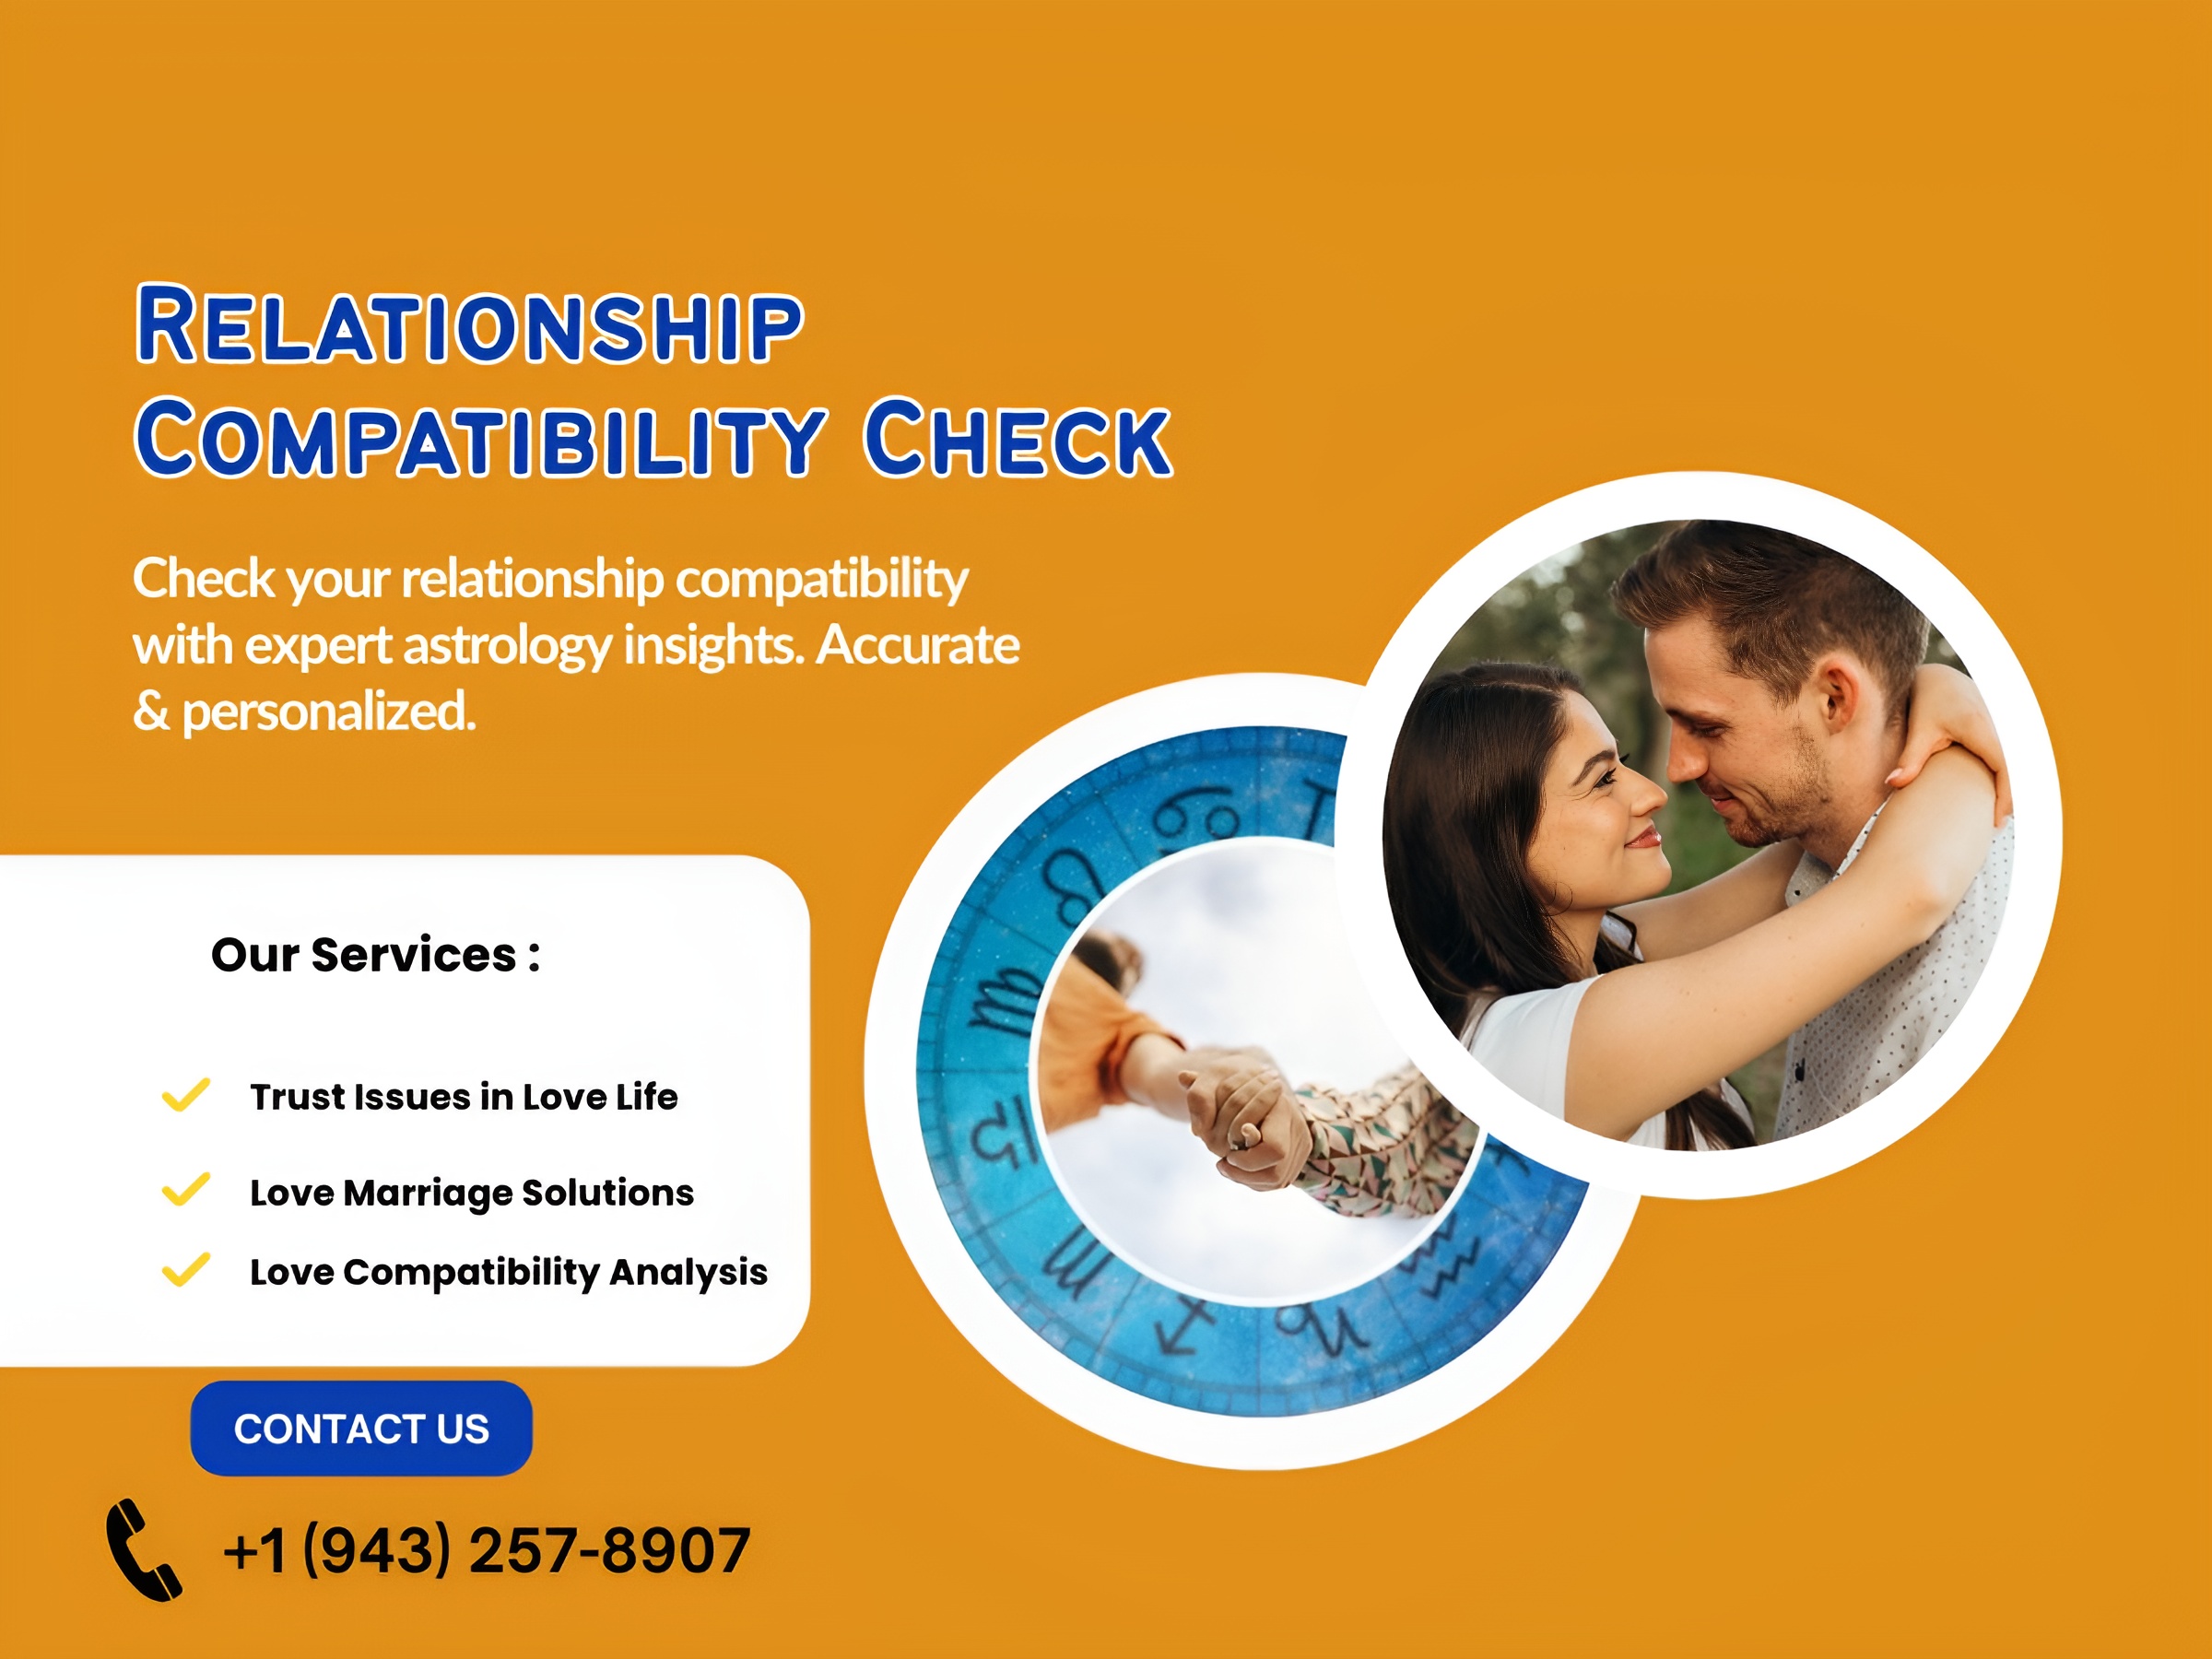 Relationship
Compatibility Check
Check your relationship compatibility
with expert astrology insights. Accurate
& personalized.
Our Services :
Trust Issues in Love Life
Love Marriage Solutions
Love Compatibility Analysis
CONTACT US
+1 (943) 257-8907